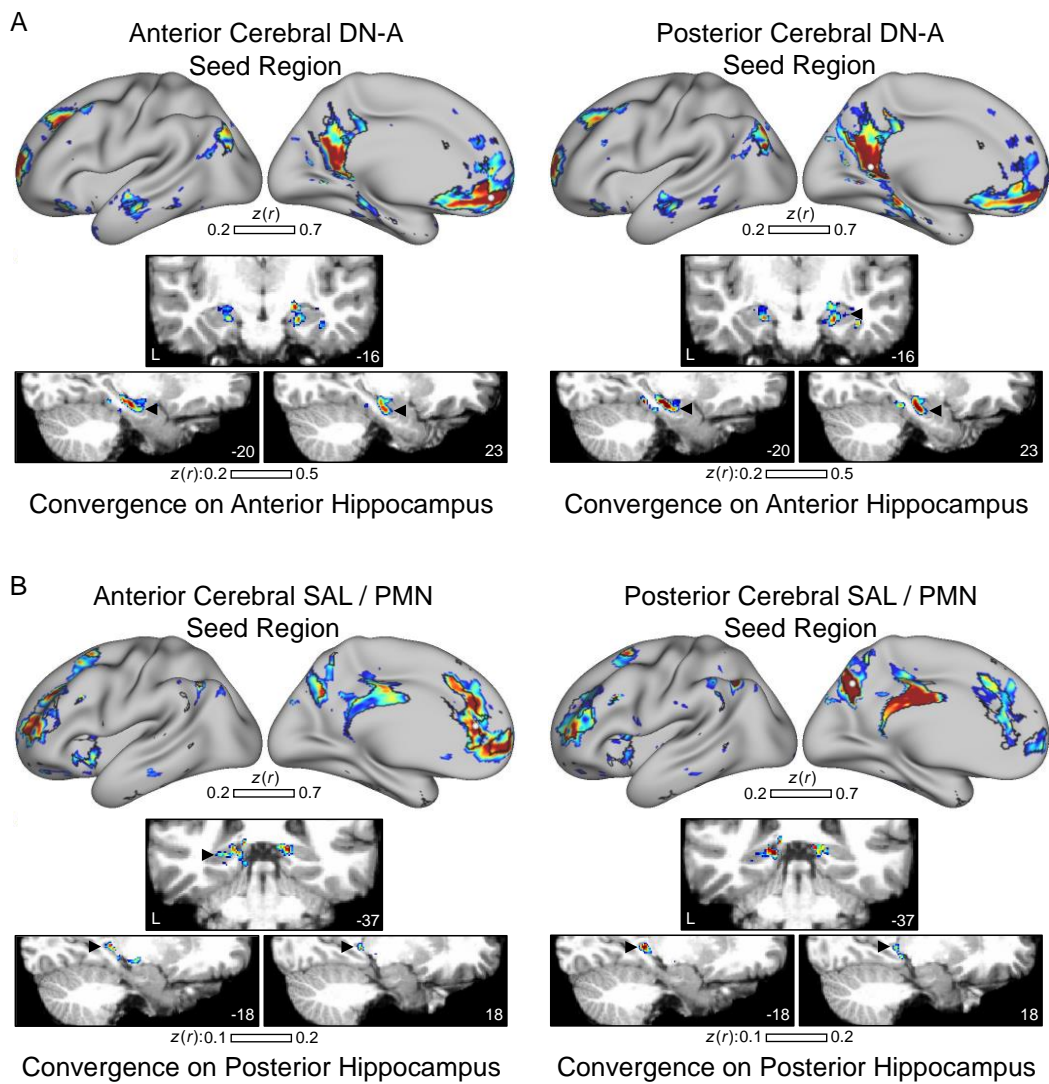 A
Anterior Cerebral DN-A
Seed Region
z(r)
0.2 0.7
L -16
-20 23
z(r):0.2 0.5
Convergence on Anterior Hippocampus
Posterior Cerebral DN-A
Seed Region
z(r)
0.2 0.7
L -16
-20 23
z(r):0.2 0.5
Convergence on Anterior Hippocampus
B
Anterior Cerebral SAL / PMN
Seed Region
z(r)
0.2 0.7
L -37
-18 18
z(r):0.1 0.2
Convergence on Posterior Hippocampus
Posterior Cerebral SAL / PMN
Seed Region
z(r)
0.2 0.7
L -37
-18 18
z(r):0.1 0.2
Convergence on Posterior Hippocampus